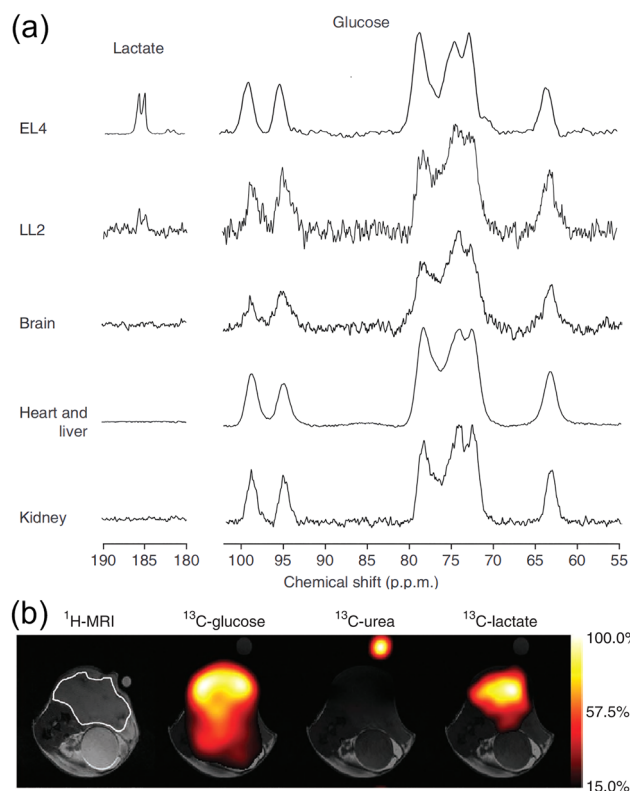 (a)
Lactate
Glucose
EL4
LL2
Brain
Heart and
liver
Kidney
190 185 180 100 95 90 85 80 75 70 65 60 55
Chemical shift (p.p.m.)
(b)
¹H-MRI ¹³C-glucose ¹³C-urea ¹³C-lactate
100.0%
57.5%
15.0%